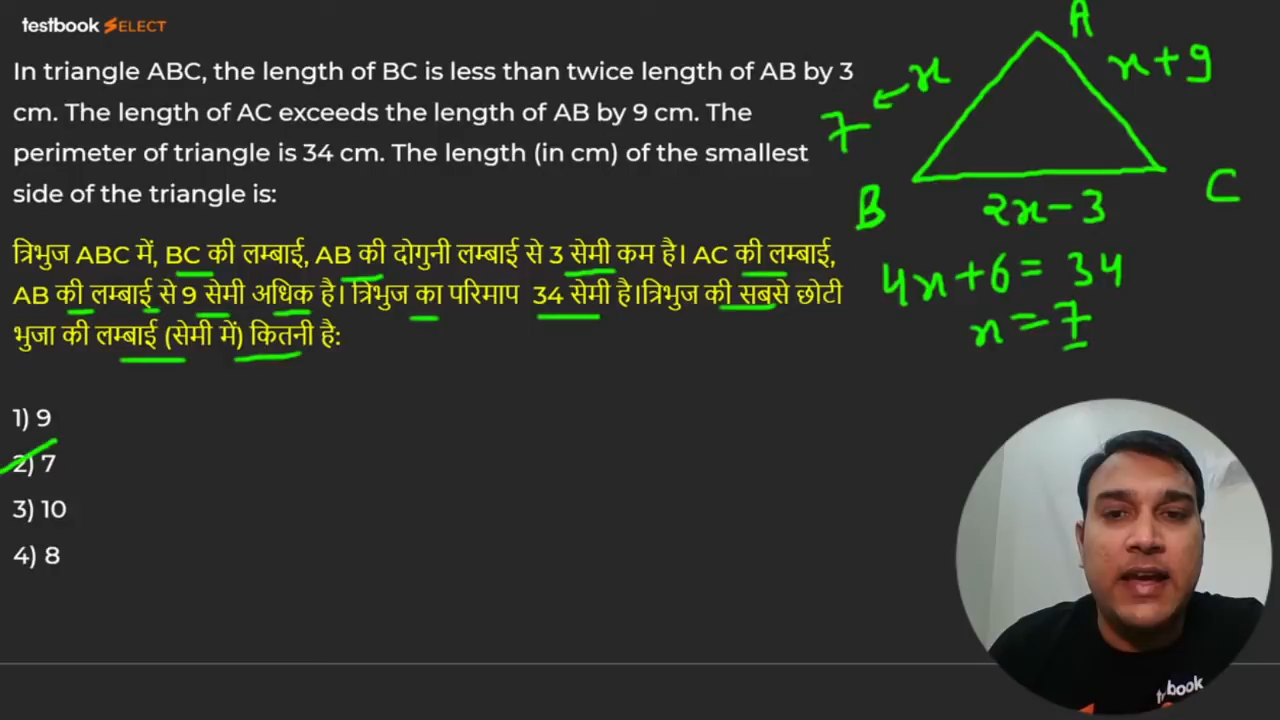 testbook SELECT
In triangle ABC, the length of BC is less than twice length of AB by 3
cm. The length of AC exceeds the length of AB by 9 cm. The
perimeter of triangle is 34 cm. The length (in cm) of the smallest
side of the triangle is:
त्रिभुज ABC में, BC की लम्बाई, AB की दोगुनी लम्बाई से 3 सेमी कम है। AC की लम्बाई,
AB की लम्बाई से 9 सेमी अधिक है। त्रिभुज का परिमाप 34 सेमी है।त्रिभुज की सबसे छोटी
भुजा की लम्बाई (सेमी में) कितनी है:
1) 9
2) 7
3) 10
4) 8
A
x
x+9
7
B
2x-3
C
4x+6=34
x=7